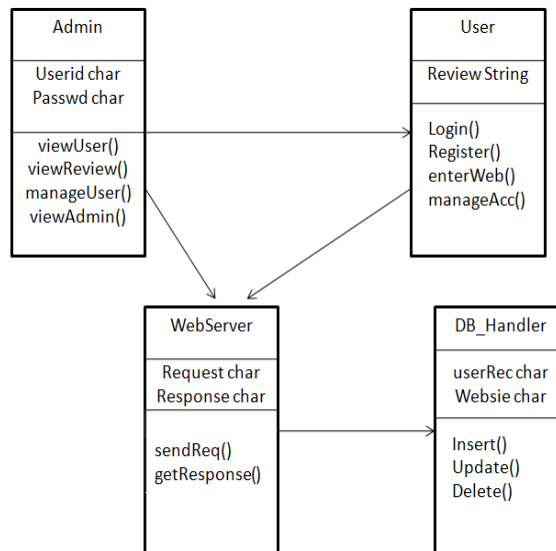 Admin
Userid char
Passwd char
viewUser()
viewReview()
manageUser()
viewAdmin()
User
Review String
Login()
Register()
enterWeb()
manageAcc()
WebServer
Request char
Response char
sendReq()
getResponse()
DB_Handler
userRec char
Websie char
Insert()
Update()
Delete()